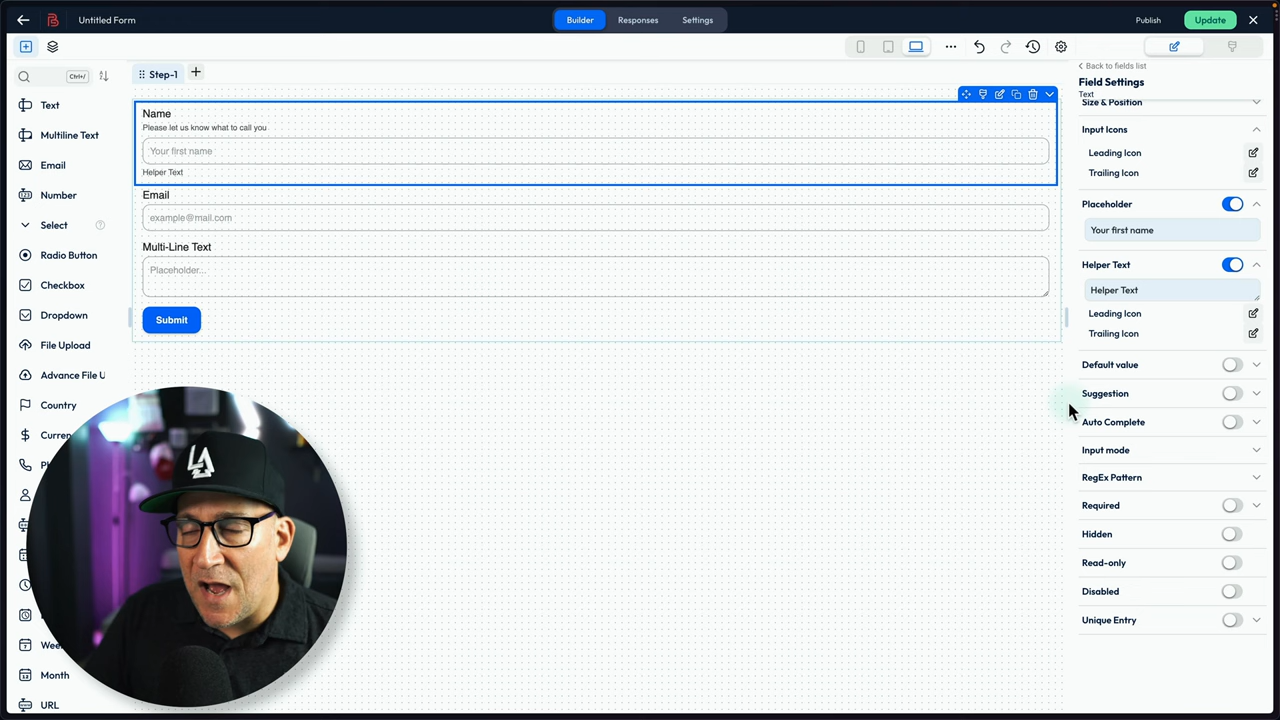 Untitled Form
Builder
Responses
Settings
Publish
Update
Ctrl+/
Step-1
Text
Multiline Text
Email
Number
Select
Radio Button
Checkbox
Dropdown
File Upload
Advance File U
Country
Curren
Wee
Month
URL
Name
Please let us know what to call you
Your first name
Helper Text
Email
example@mail.com
Multi-Line Text
Placeholder...
Submit
LA
Back to fields list
Field Settings
Text
Size & Position
Input Icons
Leading Icon
Trailing Icon
Placeholder
Your first name
Helper Text
Helper Text
Leading Icon
Trailing Icon
Default value
Suggestion
Auto Complete
Input mode
RegEx Pattern
Required
Hidden
Read-only
Disabled
Unique Entry